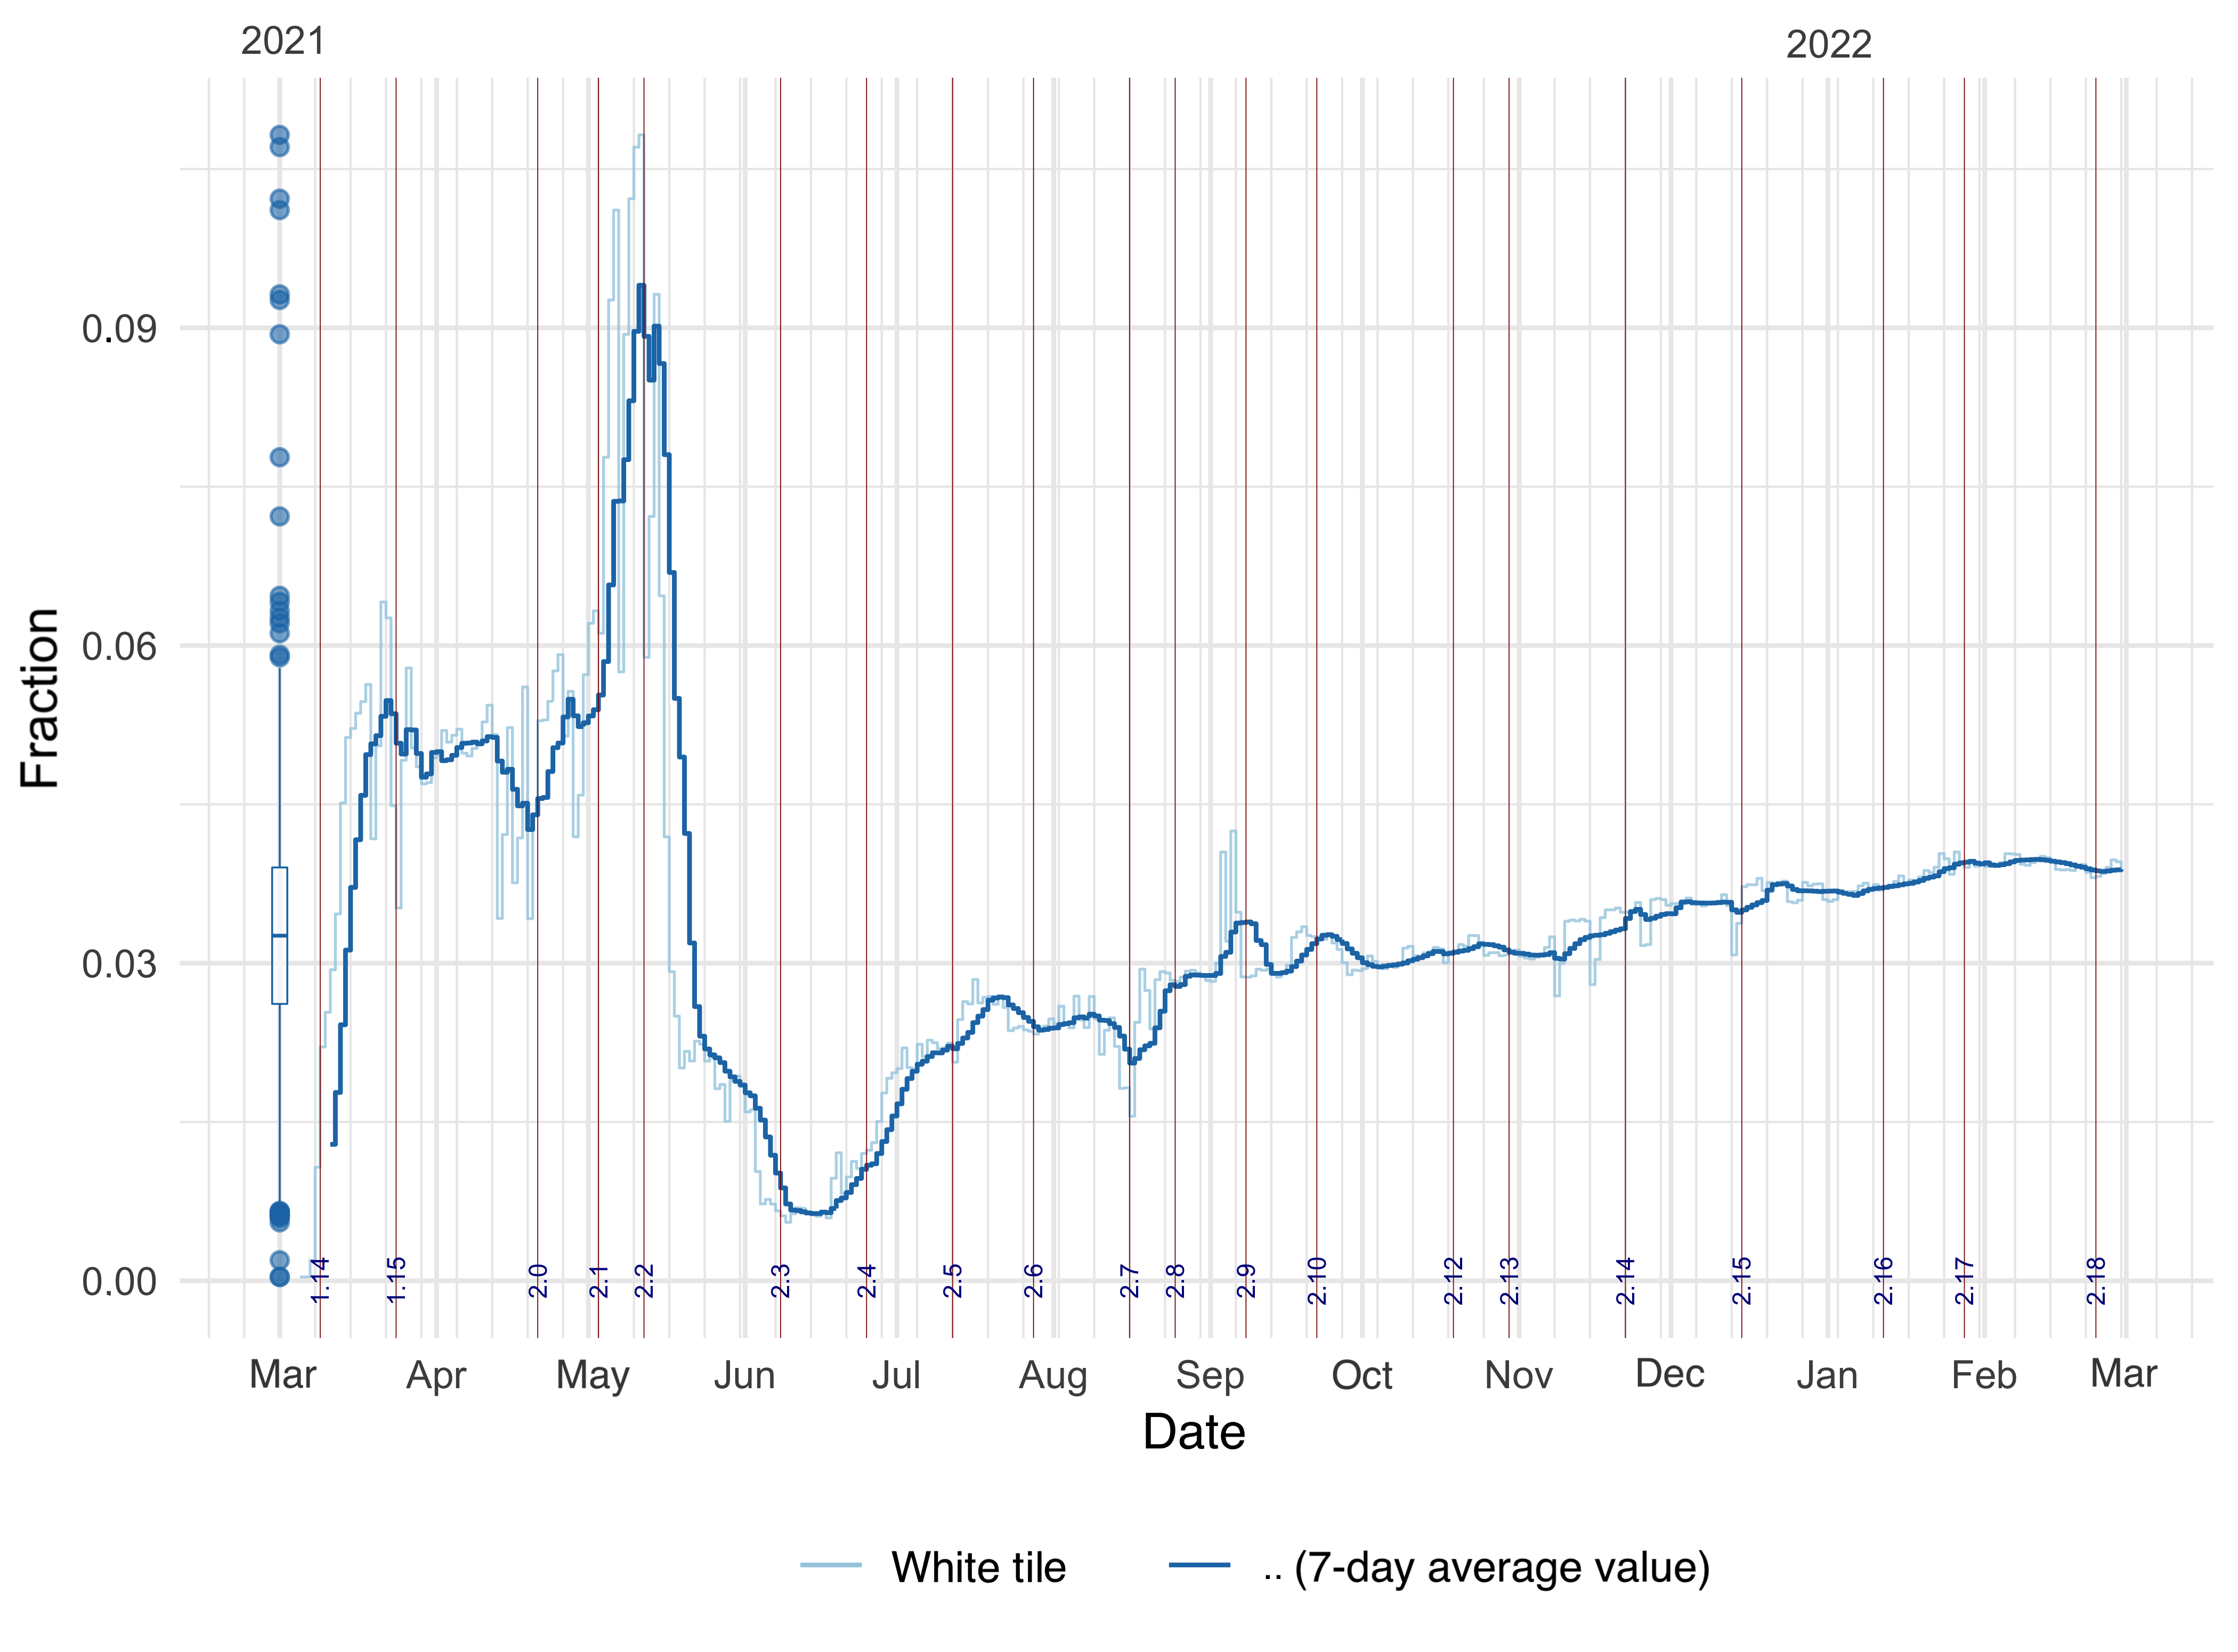 2021 2022
Fraction
0.09
0.06
0.03
0.00
1.14 1.15 2.0 2.1 2.2 2.3 2.4 2.5 2.6 2.7 2.8 2.9 2.10 2.12 2.13 2.14 2.15 2.16 2.17 2.18
Mar Apr May Jun Jul Aug Sep Oct Nov Dec Jan Feb Mar
Date
White tile .. (7-day average value)